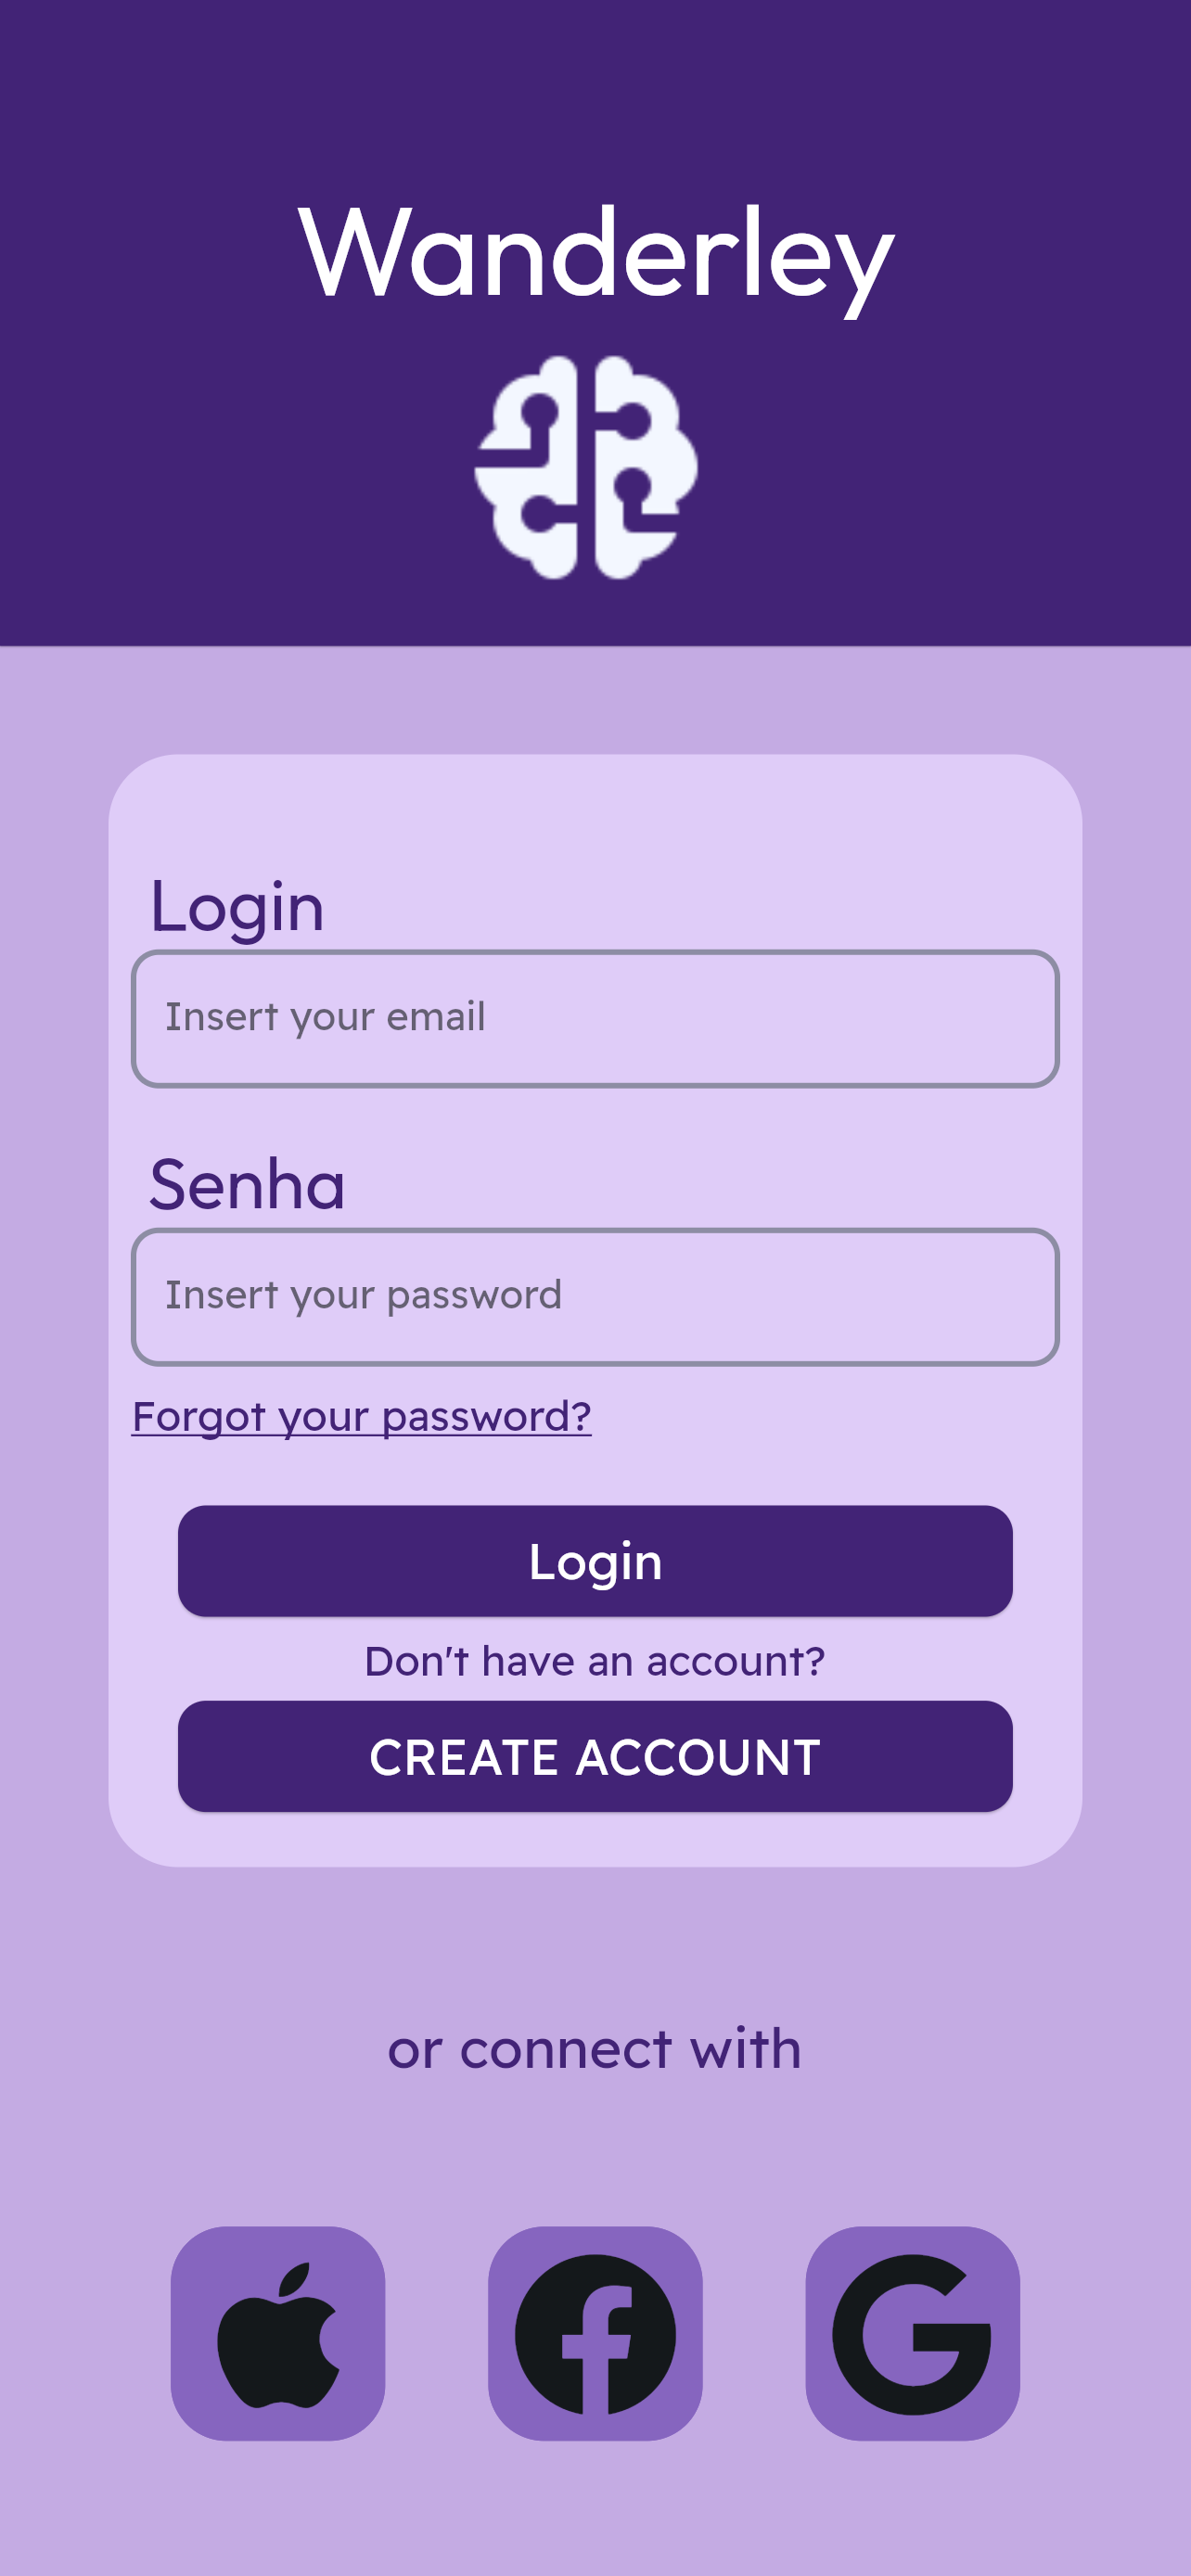 Wanderley
Login
Insert your email
Senha
Insert your password
Forgot your password?
Login
Don't have an account?
CREATE ACCOUNT
or connect with